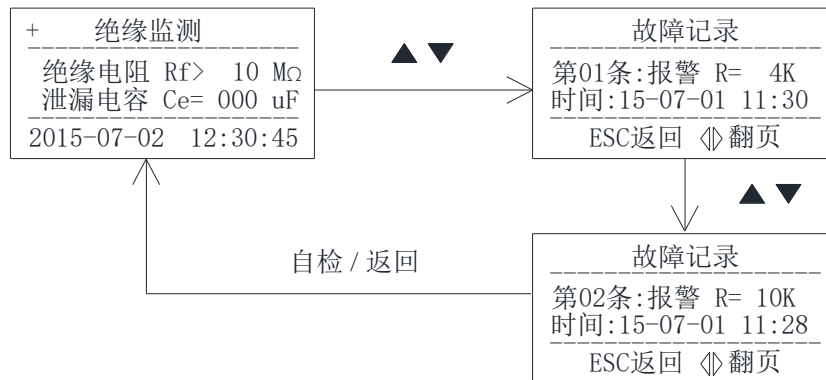 + 绝缘监测
绝缘电阻 Rf> 10 MΩ
泄漏电容 Ce= 000 uF
2015-07-02 12:30:45
▲ ▼
故障记录
第01条:报警 R= 4K
时间:15-07-01 11:30
ESC返回 翻页
▲ ▼
自检 / 返回
故障记录
第02条:报警 R= 10K
时间:15-07-01 11:28
ESC返回 翻页